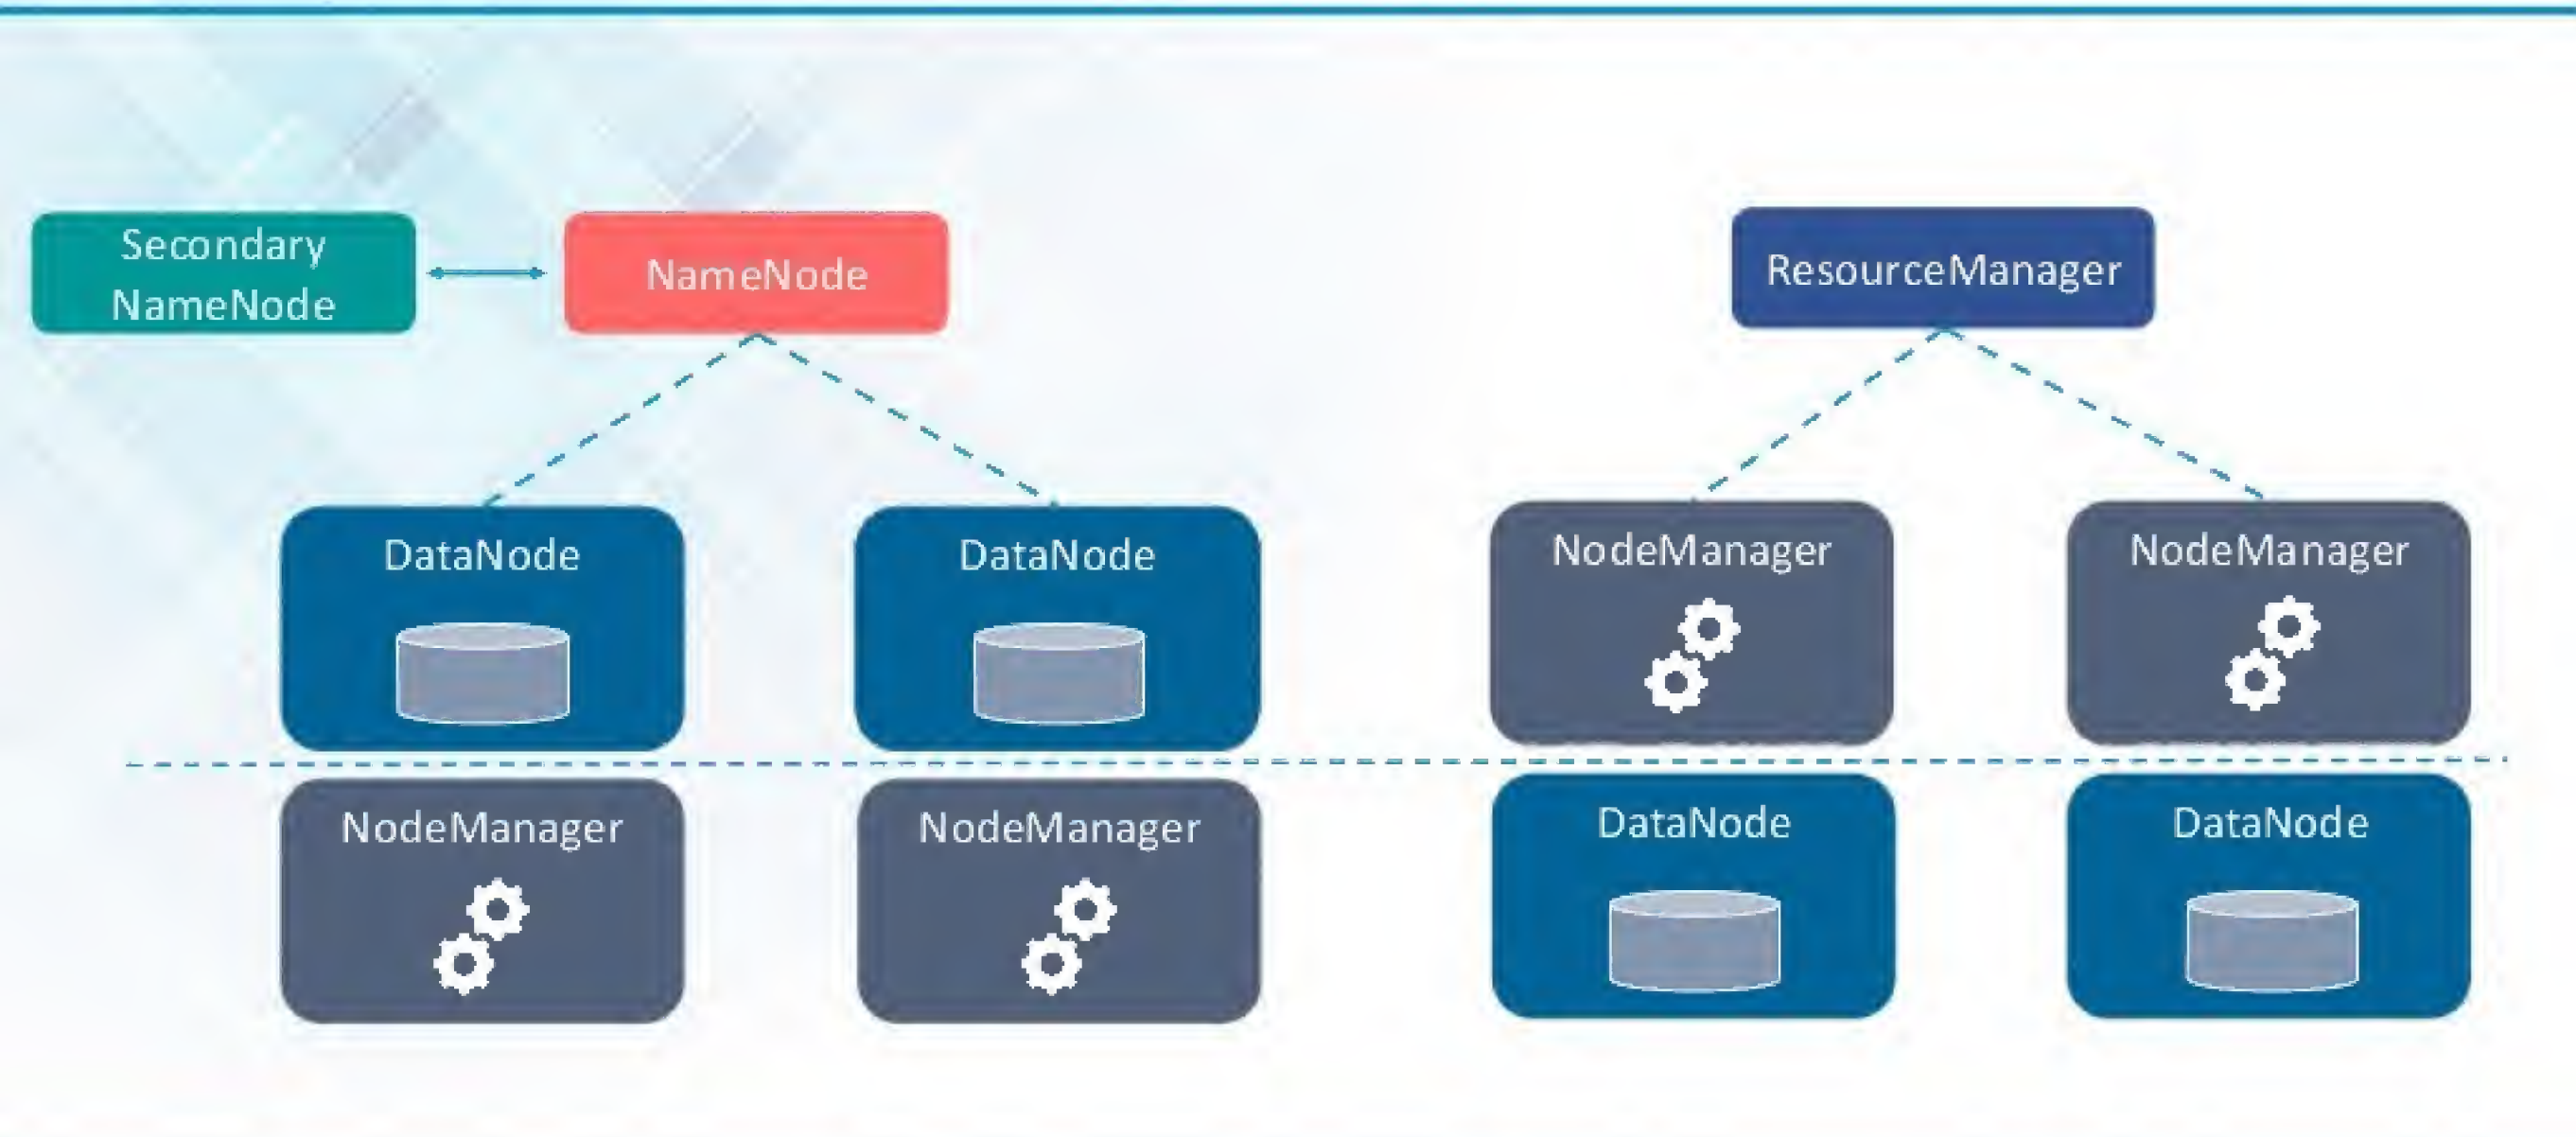 Secondary
NameNode
NameNode
ResourceManager
DataNode
DataNode
NodeManager
NodeManager
NodeManager
NodeManager
DataNode
DataNode